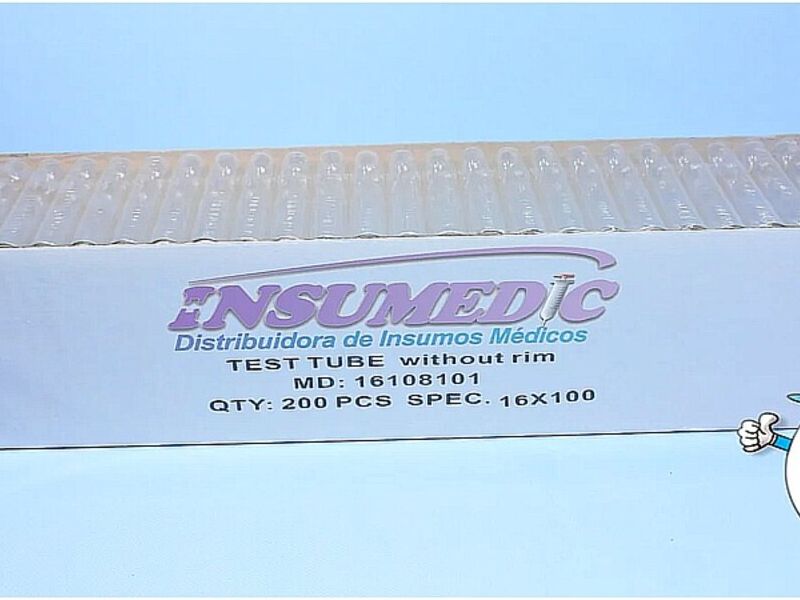 INSUMEDIC
Distribuidora de Insumos Médicos
TEST TUBE without rim
MD: 16108101
QTY: 200 PCS SPEC. 16X100